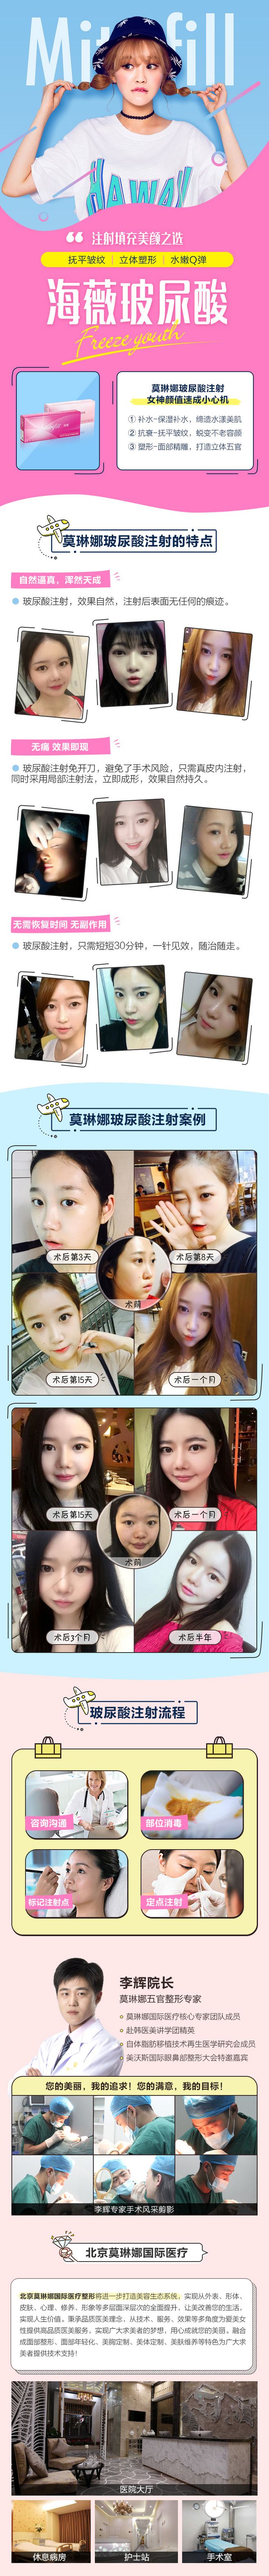 Mittfill
HAWAII
注射填充美颜之选
抚平皱纹｜立体塑形｜水嫩Q弹
海薇玻尿酸
Freeze youth
莫琳娜玻尿酸注射
女神颜值速成小心机
① 补水-保湿补水，缔造水漾美肌
② 抗衰-抚平皱纹，蜕变不老容颜
③ 塑形-面部精雕，打造立体五官
莫琳娜玻尿酸注射的特点
自然逼真，浑然天成
玻尿酸注射，效果自然，注射后表面无任何的痕迹。
无痛 效果即现
玻尿酸注射免开刀，避免了手术风险，只需真皮内注射，
同时采用局部注射法，立即成形，效果自然持久。
无需恢复时间 无副作用
玻尿酸注射，只需短短30分钟，一针见效，随治随走。
莫琳娜玻尿酸注射案例
术后第3天
术后第8天
术前
术后第15天
术后一个月
术后第15天
术后一个月
术前
术后3个月
术后半年
玻尿酸注射流程
咨询沟通
部位消毒
标记注射点
定点注射
李辉院长
莫琳娜五官整形专家
莫琳娜国际医疗核心专家团队成员
赴韩医美讲学团精英
自体脂肪移植技术再生医学研究会成员
美沃斯国际眼鼻部整形大会特邀嘉宾
您的美丽，我的追求！您的满意，我的目标！
李辉专家手术风采剪影
北京莫琳娜国际医疗
北京莫琳娜国际医疗整形将进一步打造美容生态系统，实现从外表、形体、
皮肤、心理、修养、形象等多层面深层次的全面提升，让美改善您的生活，
实现人生价值，秉承品质医美理念，从技术、服务、效果等多角度为爱美女
性提供高品质医美服务，实现广大求美者的梦想，用心成就您的美丽，融合
成面部整形、面部年轻化、美胸定制、美体定制、美肤维养等特色为广大求
美者提供技术支持！
医院大厅
休息病房
护士站
手术室